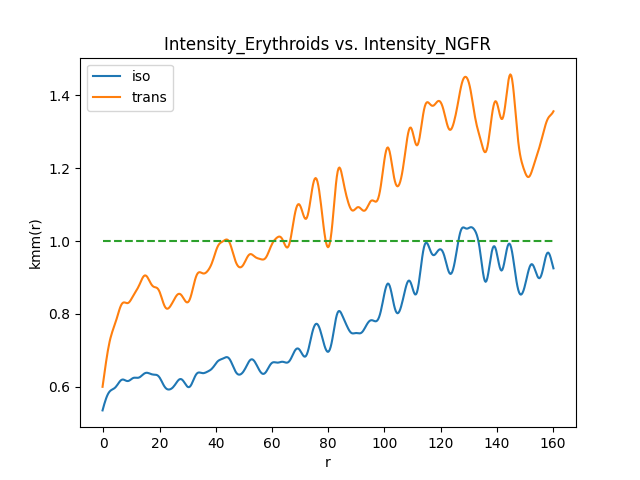 Intensity_Erythroids vs. Intensity_NGFR
iso
trans
1.4
1.2
1.0
0.8
0.6
kmm(r)
0 20 40 60 80 100 120 140 160
r